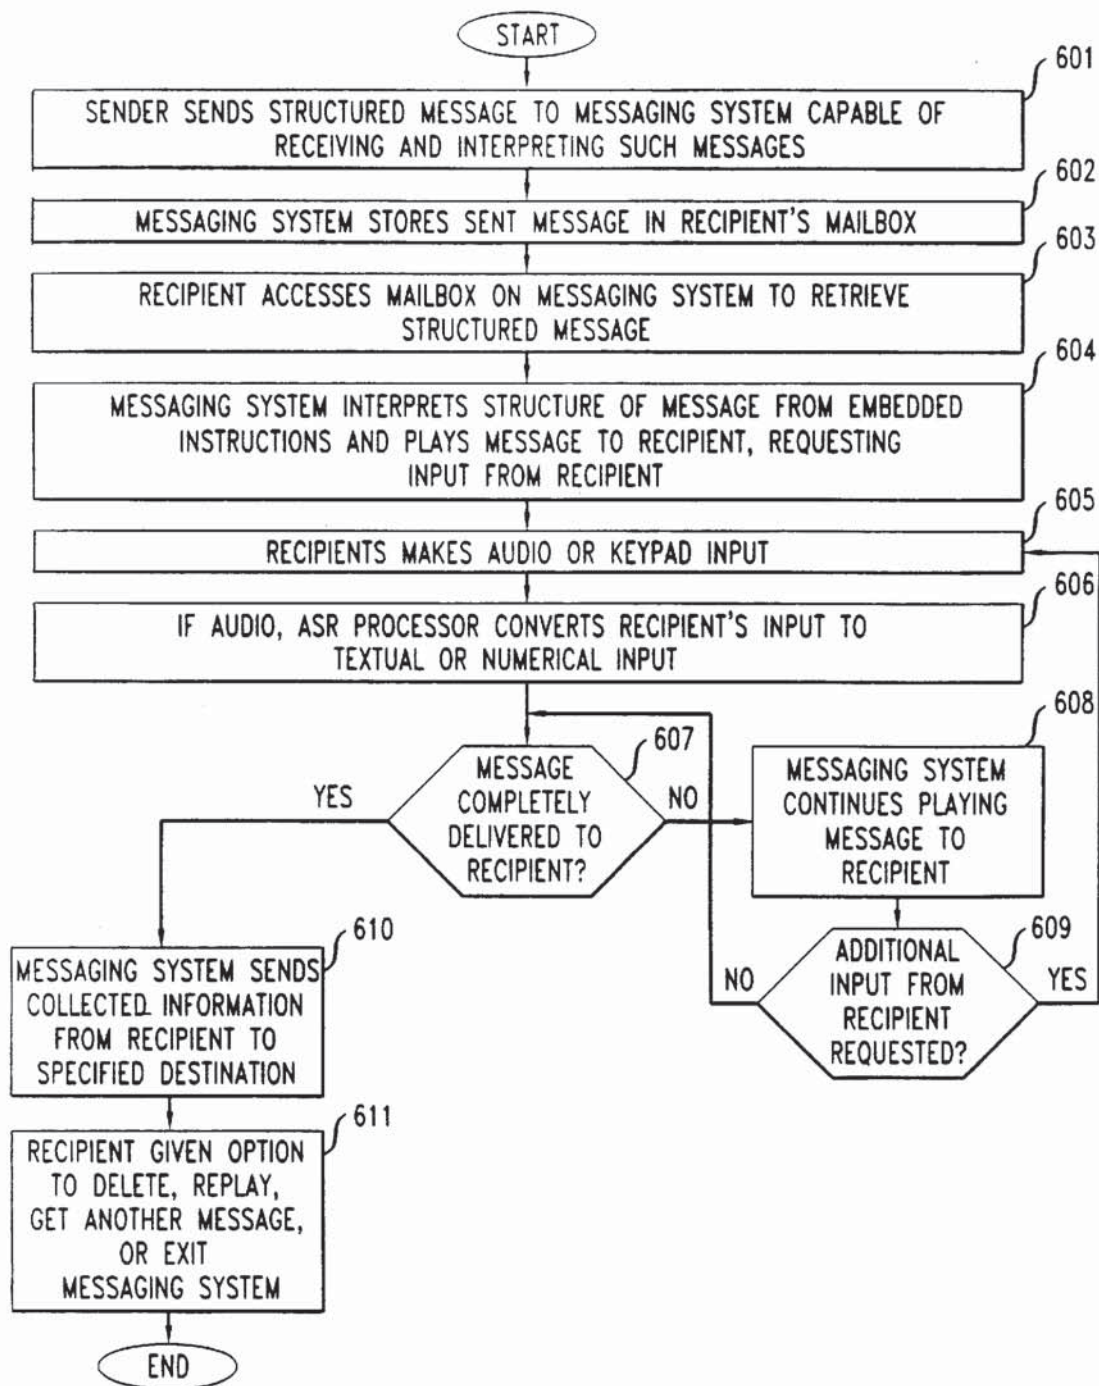 START
601
SENDER SENDS STRUCTURED MESSAGE TO MESSAGING SYSTEM CAPABLE OF
RECEIVING AND INTERPRETING SUCH MESSAGES
602
MESSAGING SYSTEM STORES SENT MESSAGE IN RECIPIENT'S MAILBOX
603
RECIPIENT ACCESSES MAILBOX ON MESSAGING SYSTEM TO RETRIEVE
STRUCTURED MESSAGE
604
MESSAGING SYSTEM INTERPRETS STRUCTURE OF MESSAGE FROM EMBEDDED
INSTRUCTIONS AND PLAYS MESSAGE TO RECIPIENT, REQUESTING
INPUT FROM RECIPIENT
605
RECIPIENTS MAKES AUDIO OR KEYPAD INPUT
606
IF AUDIO, ASR PROCESSOR CONVERTS RECIPIENT'S INPUT TO
TEXTUAL OR NUMERICAL INPUT
607
MESSAGE
COMPLETELY
DELIVERED TO
RECIPIENT?
YES
NO
608
MESSAGING SYSTEM
CONTINUES PLAYING
MESSAGE TO
RECIPIENT
609
ADDITIONAL
INPUT FROM
RECIPIENT
REQUESTED?
NO
YES
610
MESSAGING SYSTEM SENDS
COLLECTED INFORMATION
FROM RECIPIENT TO
SPECIFIED DESTINATION
611
RECIPIENT GIVEN OPTION
TO DELETE, REPLAY,
GET ANOTHER MESSAGE,
OR EXIT
MESSAGING SYSTEM
END